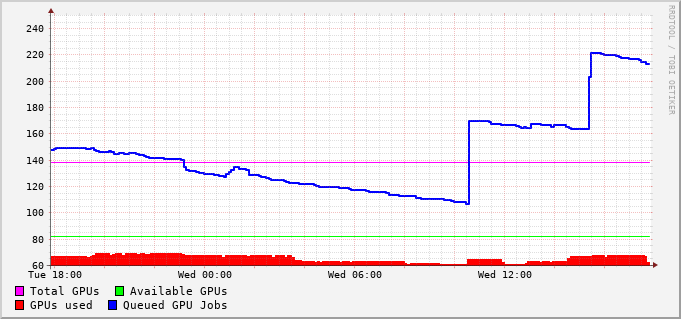 240
220
200
180
160
140
120
100
80
60
Tue 18:00 Wed 00:00 Wed 06:00 Wed 12:00
Total GPUs Available GPUs
GPUs used Queued GPU Jobs
RRDTOOL / TOBI OETIKER